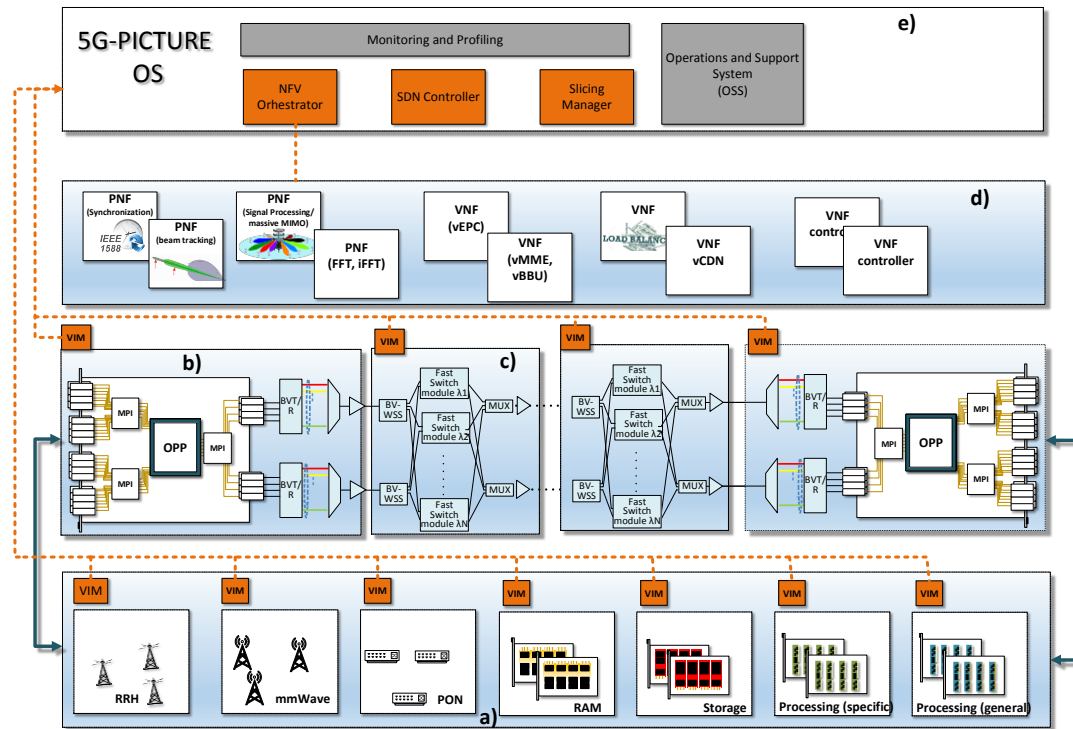 5G-PICTURE
OS
Monitoring and Profiling
Operations and Support
System
(OSS)
e)
NFV
Orhestrator
SDN Controller
Slicing
Manager
d)
PNF
(Synchronization)
IEEE
1588
PNF
(beam tracking)
PNF
(Signal Processing/
massive MIMO)
PNF
(FFT, iFFT)
VNF
(vEPC)
VNF
(vMME,
vBBU)
VNF
LOAD BALANC
VNF
vCDN
VNF
contro
VNF
controller
VIM
VIM
VIM
VIM
b)
MPI
MPI
OPP
MPI
BVT/
R
BVT/
R
c)
BV-
WSS
BV-
WSS
Fast
Switch
module λ1
Fast
Switch
module λ2
Fast
Switch
module λN
MUX
MUX
BV-
WSS
BV-
WSS
Fast
Switch
module λ1
Fast
Switch
module λ2
Fast
Switch
module λN
MUX
MUX
BVT/
R
BVT/
R
MPI
OPP
MPI
MPI
VIM
VIM
VIM
VIM
VIM
VIM
VIM
RRH
mmWave
PON
RAM
Storage
Processing (specific)
Processing (general)
a)